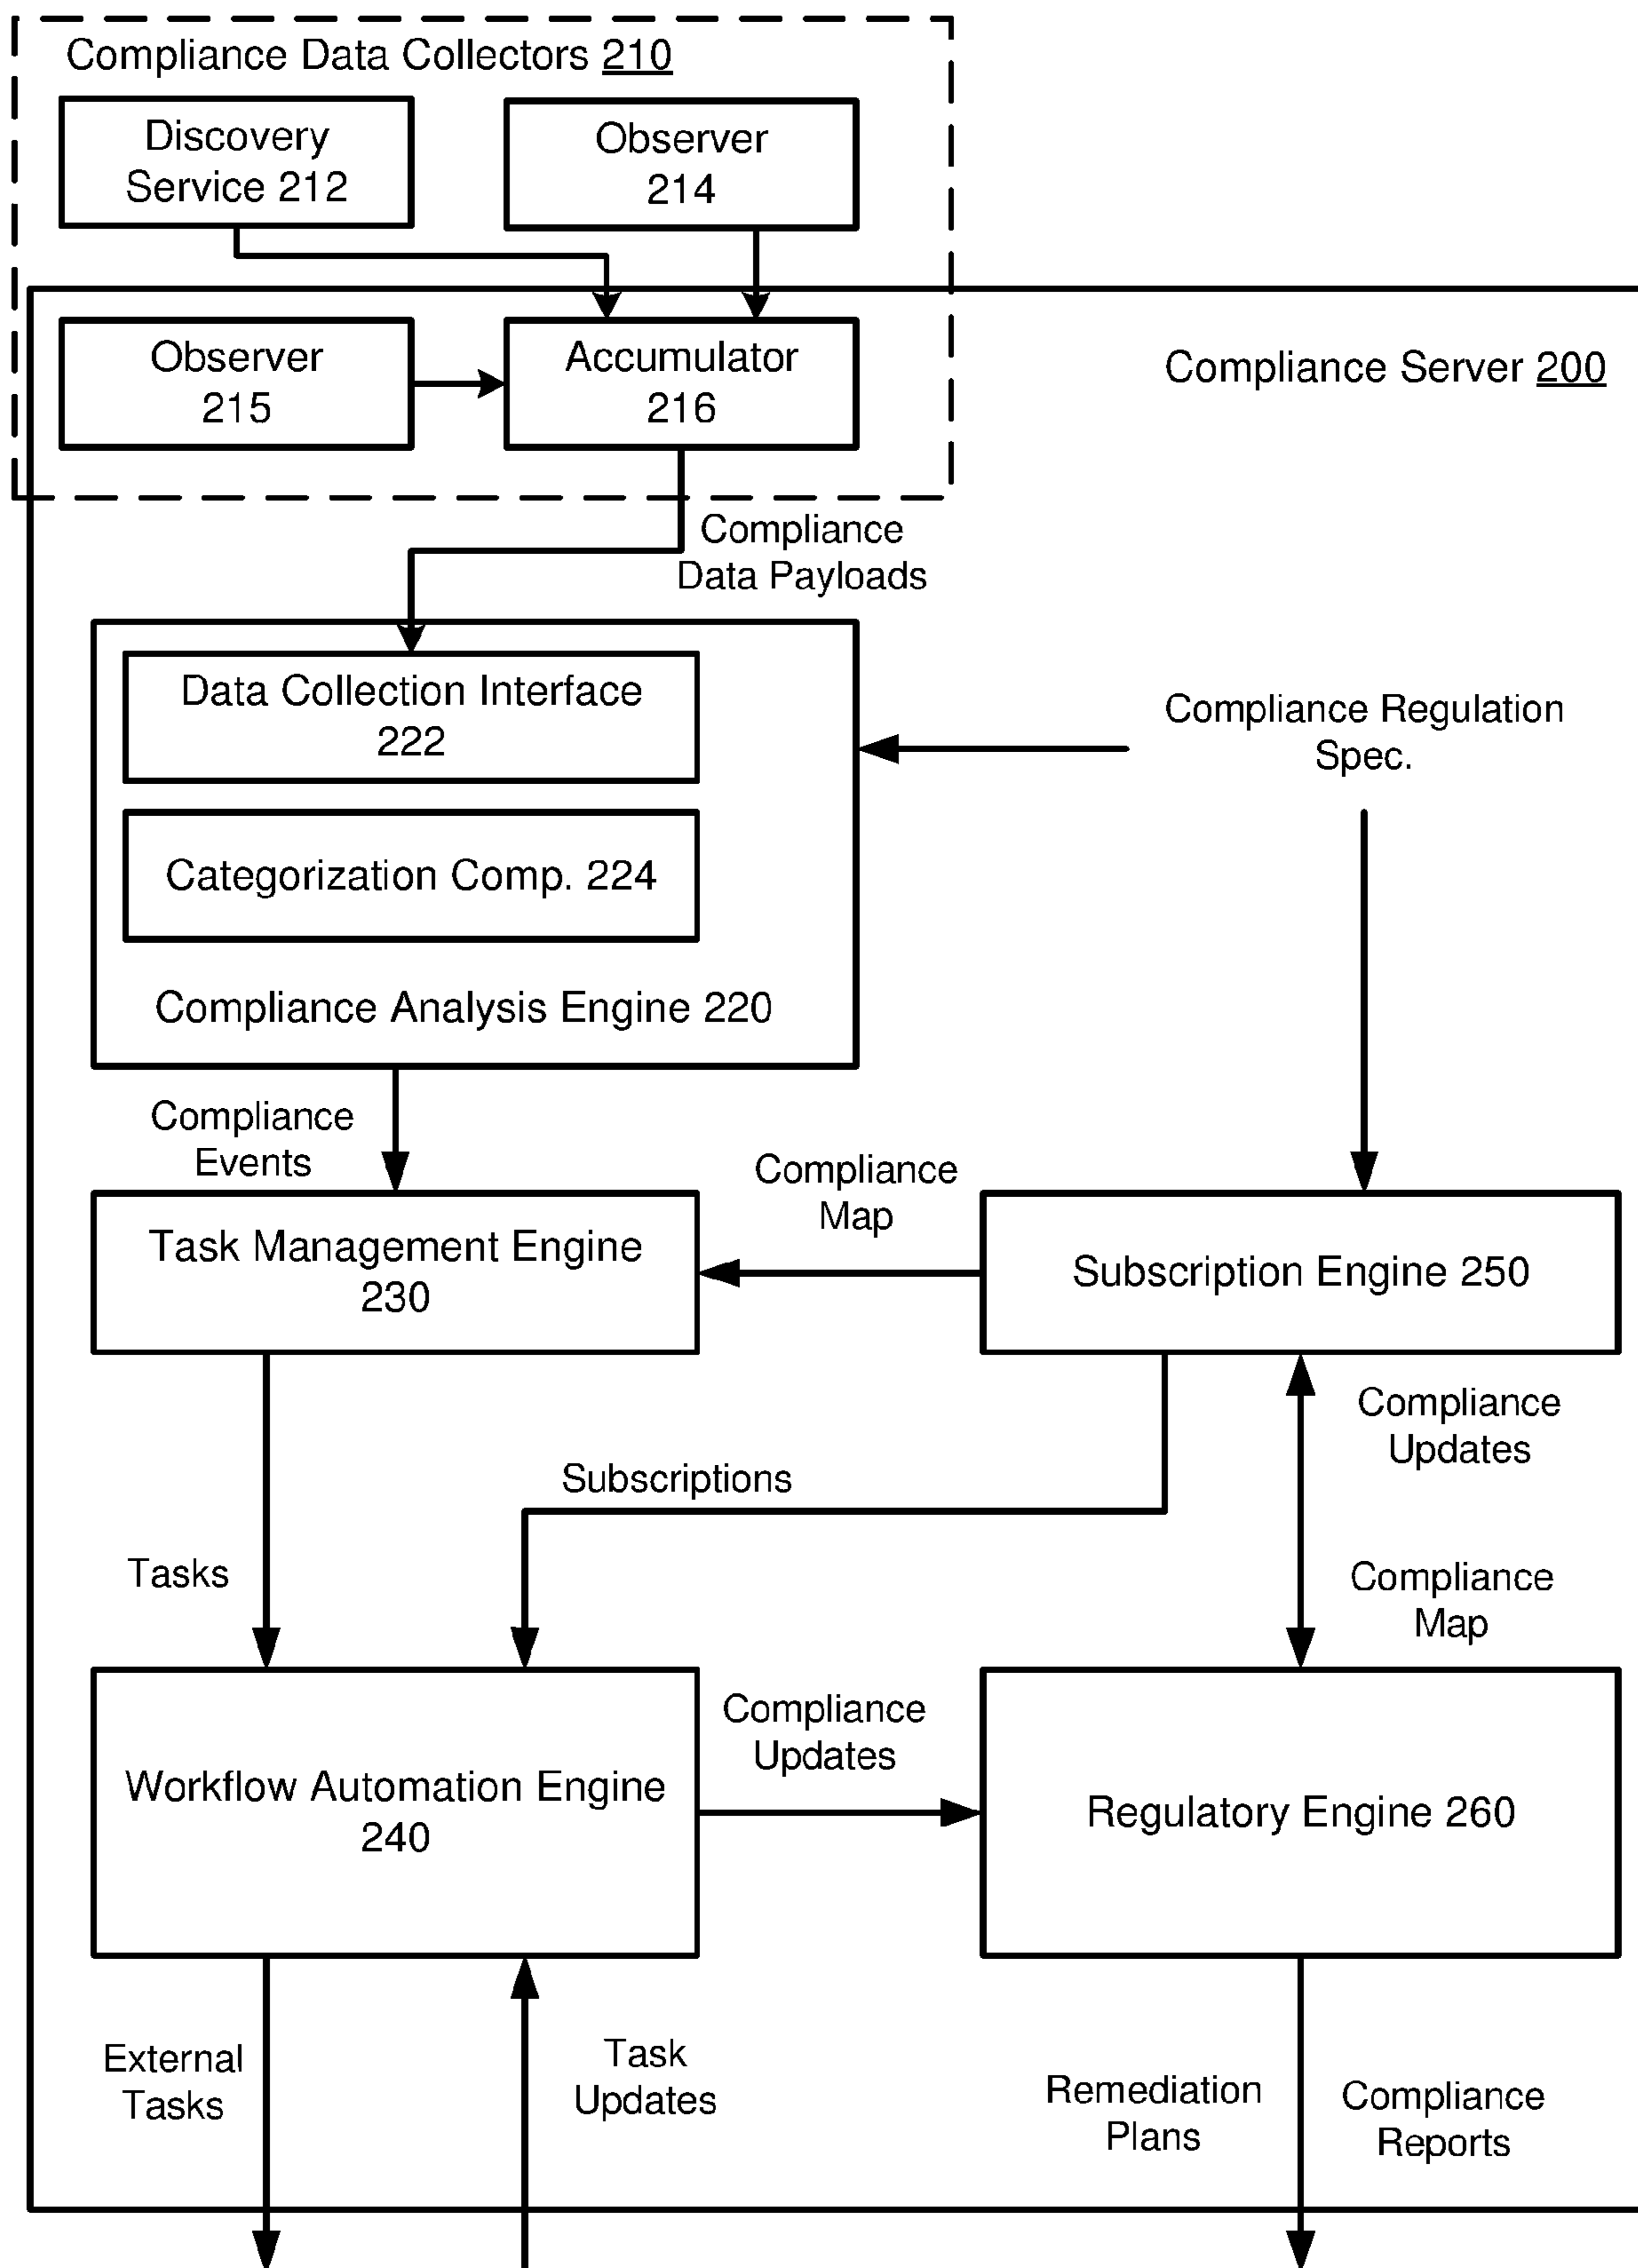 Compliance Data Collectors 210
Discovery
Service 212
Observer
214
Observer
215
Accumulator
216
Compliance Server 200
Compliance
Data Payloads
Data Collection Interface
222
Compliance Regulation
Spec.
Categorization Comp. 224
Compliance Analysis Engine 220
Compliance
Events
Compliance
Map
Task Management Engine
230
Subscription Engine 250
Compliance
Updates
Subscriptions
Tasks
Compliance
Map
Workflow Automation Engine
240
Compliance
Updates
Regulatory Engine 260
External
Tasks
Task
Updates
Remediation
Plans
Compliance
Reports